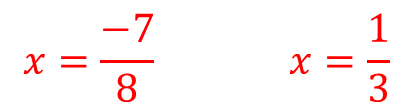 x = -7/8    x = 1/3